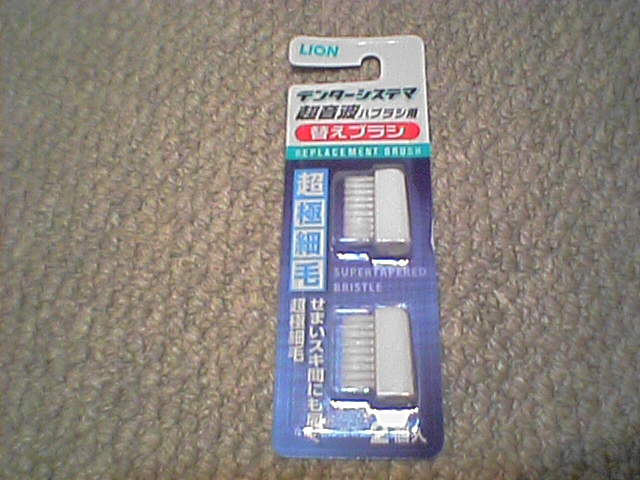 LION
デンターシステマ
超音波ハブラシ用
替えブラシ
REPLACEMENT BRUSH
超極細毛
SUPERTAPERED
BRISTLE
せまいスキ間にも届く
超極細毛
2個入